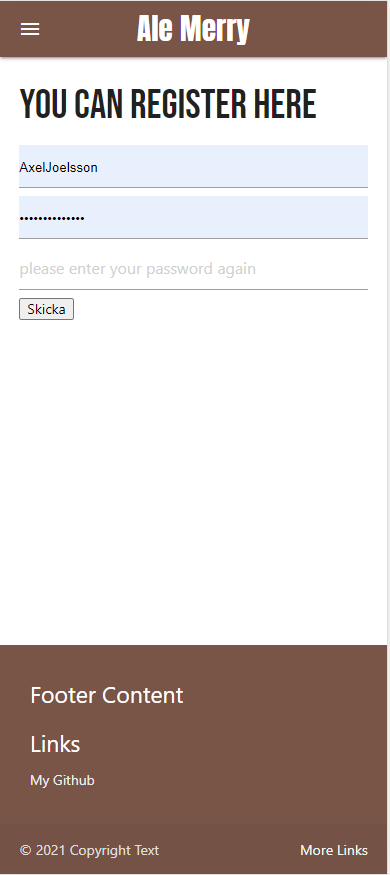 Ale Merry
YOU CAN REGISTER HERE
AxelJoelsson
••••••••••••••
please enter your password again
Skicka
Footer Content
Links
My Github
© 2021 Copyright Text More Links